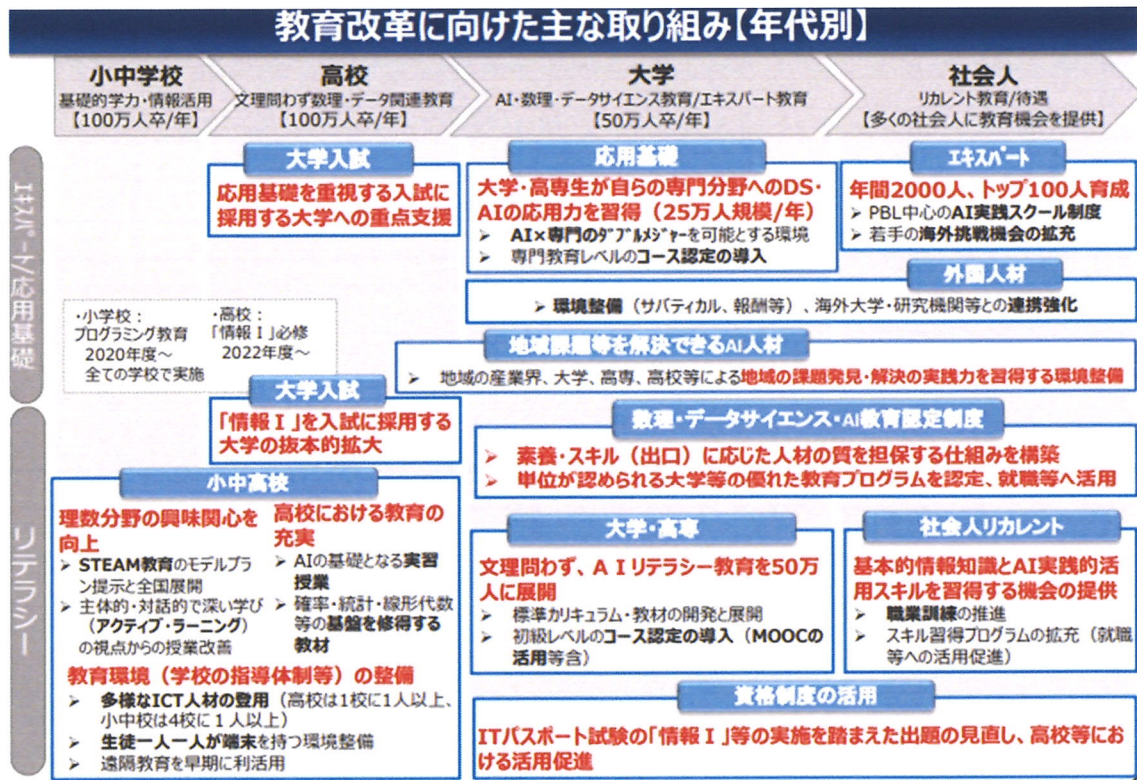 教育改革に向けた主な取り組み【年代別】
小中学校
基礎的学力・情報活用
【100万人卒/年】
高校
文理問わず数理・データ関連教育
【100万人卒/年】
大学
AI・数理・データサイエンス教育/エキスパート教育
【50万人卒/年】
社会人
リカレント教育/待遇
【多くの社会人に教育機会を提供】
エキスパート/応用基礎
大学入試
応用基礎を重視する入試に
採用する大学への重点支援
応用基礎
大学・高専生が自らの専門分野へのDS・
AIの応用力を習得（25万人規模/年）
➢ AI×専門のダブルメジャーを可能とする環境
➢ 専門教育レベルのコース認定の導入
エキスパート
年間2000人、トップ100人育成
➢ PBL中心のAI実践スクール制度
➢ 若手の海外挑戦機会の拡充
外国人材
➢ 環境整備（サバティカル、報酬等）、海外大学・研究機関等との連携強化
・小学校：
プログラミング教育
2020年度～
全ての学校で実施
・高校：
「情報Ⅰ」必修
2022年度～
地域課題等を解決できるAI人材
➢ 地域の産業界、大学、高専、高校等による地域の課題発見・解決の実践力を習得する環境整備
リテラシー
大学入試
「情報Ⅰ」を入試に採用する
大学の抜本的拡大
数理・データサイエンス・AI教育認定制度
➢ 素養・スキル（出口）に応じた人材の質を担保する仕組みを構築
➢ 単位が認められる大学等の優れた教育プログラムを認定、就職等へ活用
小中高校
理数分野の興味関心を
向上
➢ STEAM教育のモデルプラ
ン提示と全国展開
➢ 主体的・対話的で深い学び
（アクティブ・ラーニング）
の視点からの授業改善
高校における教育の
充実
➢ AIの基礎となる実習
授業
➢ 確率・統計・線形代数
等の基盤を修得する
教材
教育環境（学校の指導体制等）の整備
➢ 多様なICT人材の登用（高校は1校に1人以上、
小中校は4校に１人以上）
➢ 生徒一人一人が端末を持つ環境整備
➢ 遠隔教育を早期に利活用
大学・高専
文理問わず、ＡＩリテラシー教育を50万
人に展開
➢ 標準カリキュラム・教材の開発と展開
➢ 初級レベルのコース認定の導入（MOOCの
活用等含）
社会人リカレント
基本的情報知識とAI実践的活
用スキルを習得する機会の提供
➢ 職業訓練の推進
➢ スキル習得プログラムの拡充（就職
等への活用促進）
資格制度の活用
ITパスポート試験の「情報Ⅰ」等の実施を踏まえた出題の見直し、高校等にお
ける活用促進